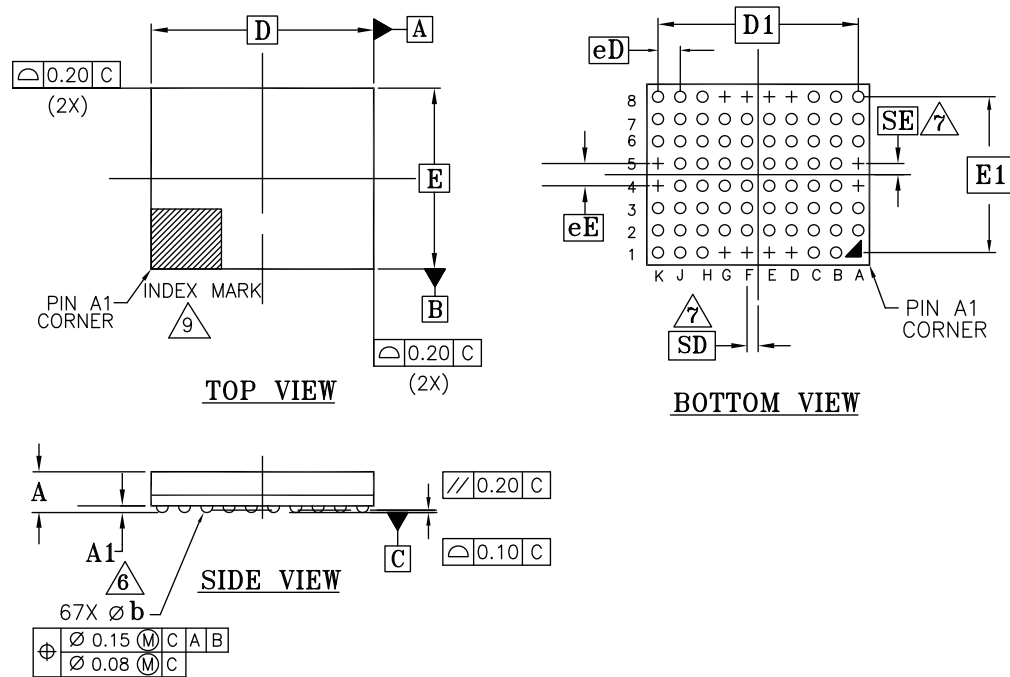 D
A
⌓ 0.20 C
(2X)
E
PIN A1
CORNER
INDEX MARK
9
B
⌓ 0.20 C
(2X)
TOP VIEW
D1
eD
8
7
6
5
4
3
2
1
K J H G F E D C B A
SE 7
E1
eE
7
SD
PIN A1
CORNER
BOTTOM VIEW
A
A1
6
SIDE VIEW
67X Ø b
⌖ Ø 0.15 Ⓜ C A B
Ø 0.08 Ⓜ C
// 0.20 C
C
⌓ 0.10 C